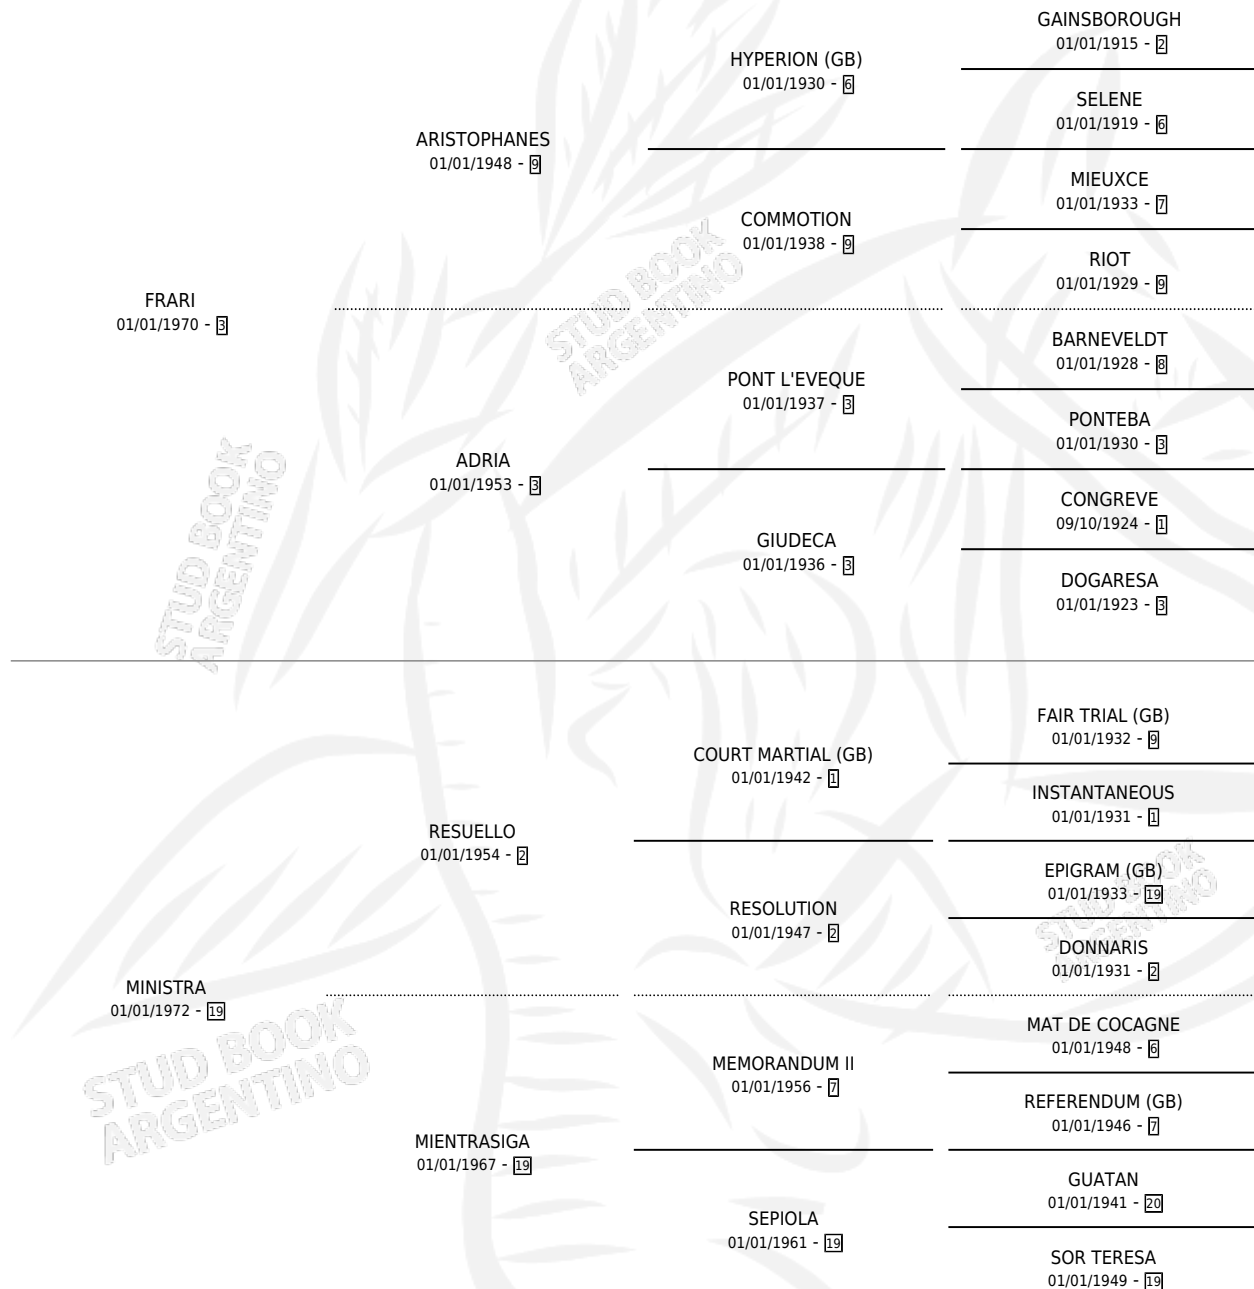 GAINSBOROUGH
01/01/1915 - 2
HYPERION (GB)
01/01/1930 - 6
SELENE
01/01/1919 - 6
ARISTOPHANES
01/01/1948 - 9
MIEUXCE
01/01/1933 - 7
COMMOTION
01/01/1938 - 9
RIOT
01/01/1929 - 9
FRARI
01/01/1970 - 3
BARNEVELDT
01/01/1928 - 8
PONT L'EVEQUE
01/01/1937 - 3
PONTEBA
01/01/1930 - 3
ADRIA
01/01/1953 - 3
CONGREVE
09/10/1924 - 1
GIUDECA
01/01/1936 - 3
DOGARESA
01/01/1923 - 3
STUD BOOK
ARGENTINO
STUD BOOK
ARGENTINO
FAIR TRIAL (GB)
01/01/1932 - 9
COURT MARTIAL (GB)
01/01/1942 - 1
INSTANTANEOUS
01/01/1931 - 1
RESUELLO
01/01/1954 - 2
EPIGRAM (GB)
01/01/1933 - 19
RESOLUTION
01/01/1947 - 2
DONNARIS
01/01/1931 - 2
STUD BOOK
ARGENTINO
MINISTRA
01/01/1972 - 19
MAT DE COCAGNE
01/01/1948 - 6
MEMORANDUM II
01/01/1956 - 7
REFERENDUM (GB)
01/01/1946 - 7
STUD BOOK
ARGENTINO
MIENTRASIGA
01/01/1967 - 19
GUATAN
01/01/1941 - 20
SEPIOLA
01/01/1961 - 19
SOR TERESA
01/01/1949 - 19